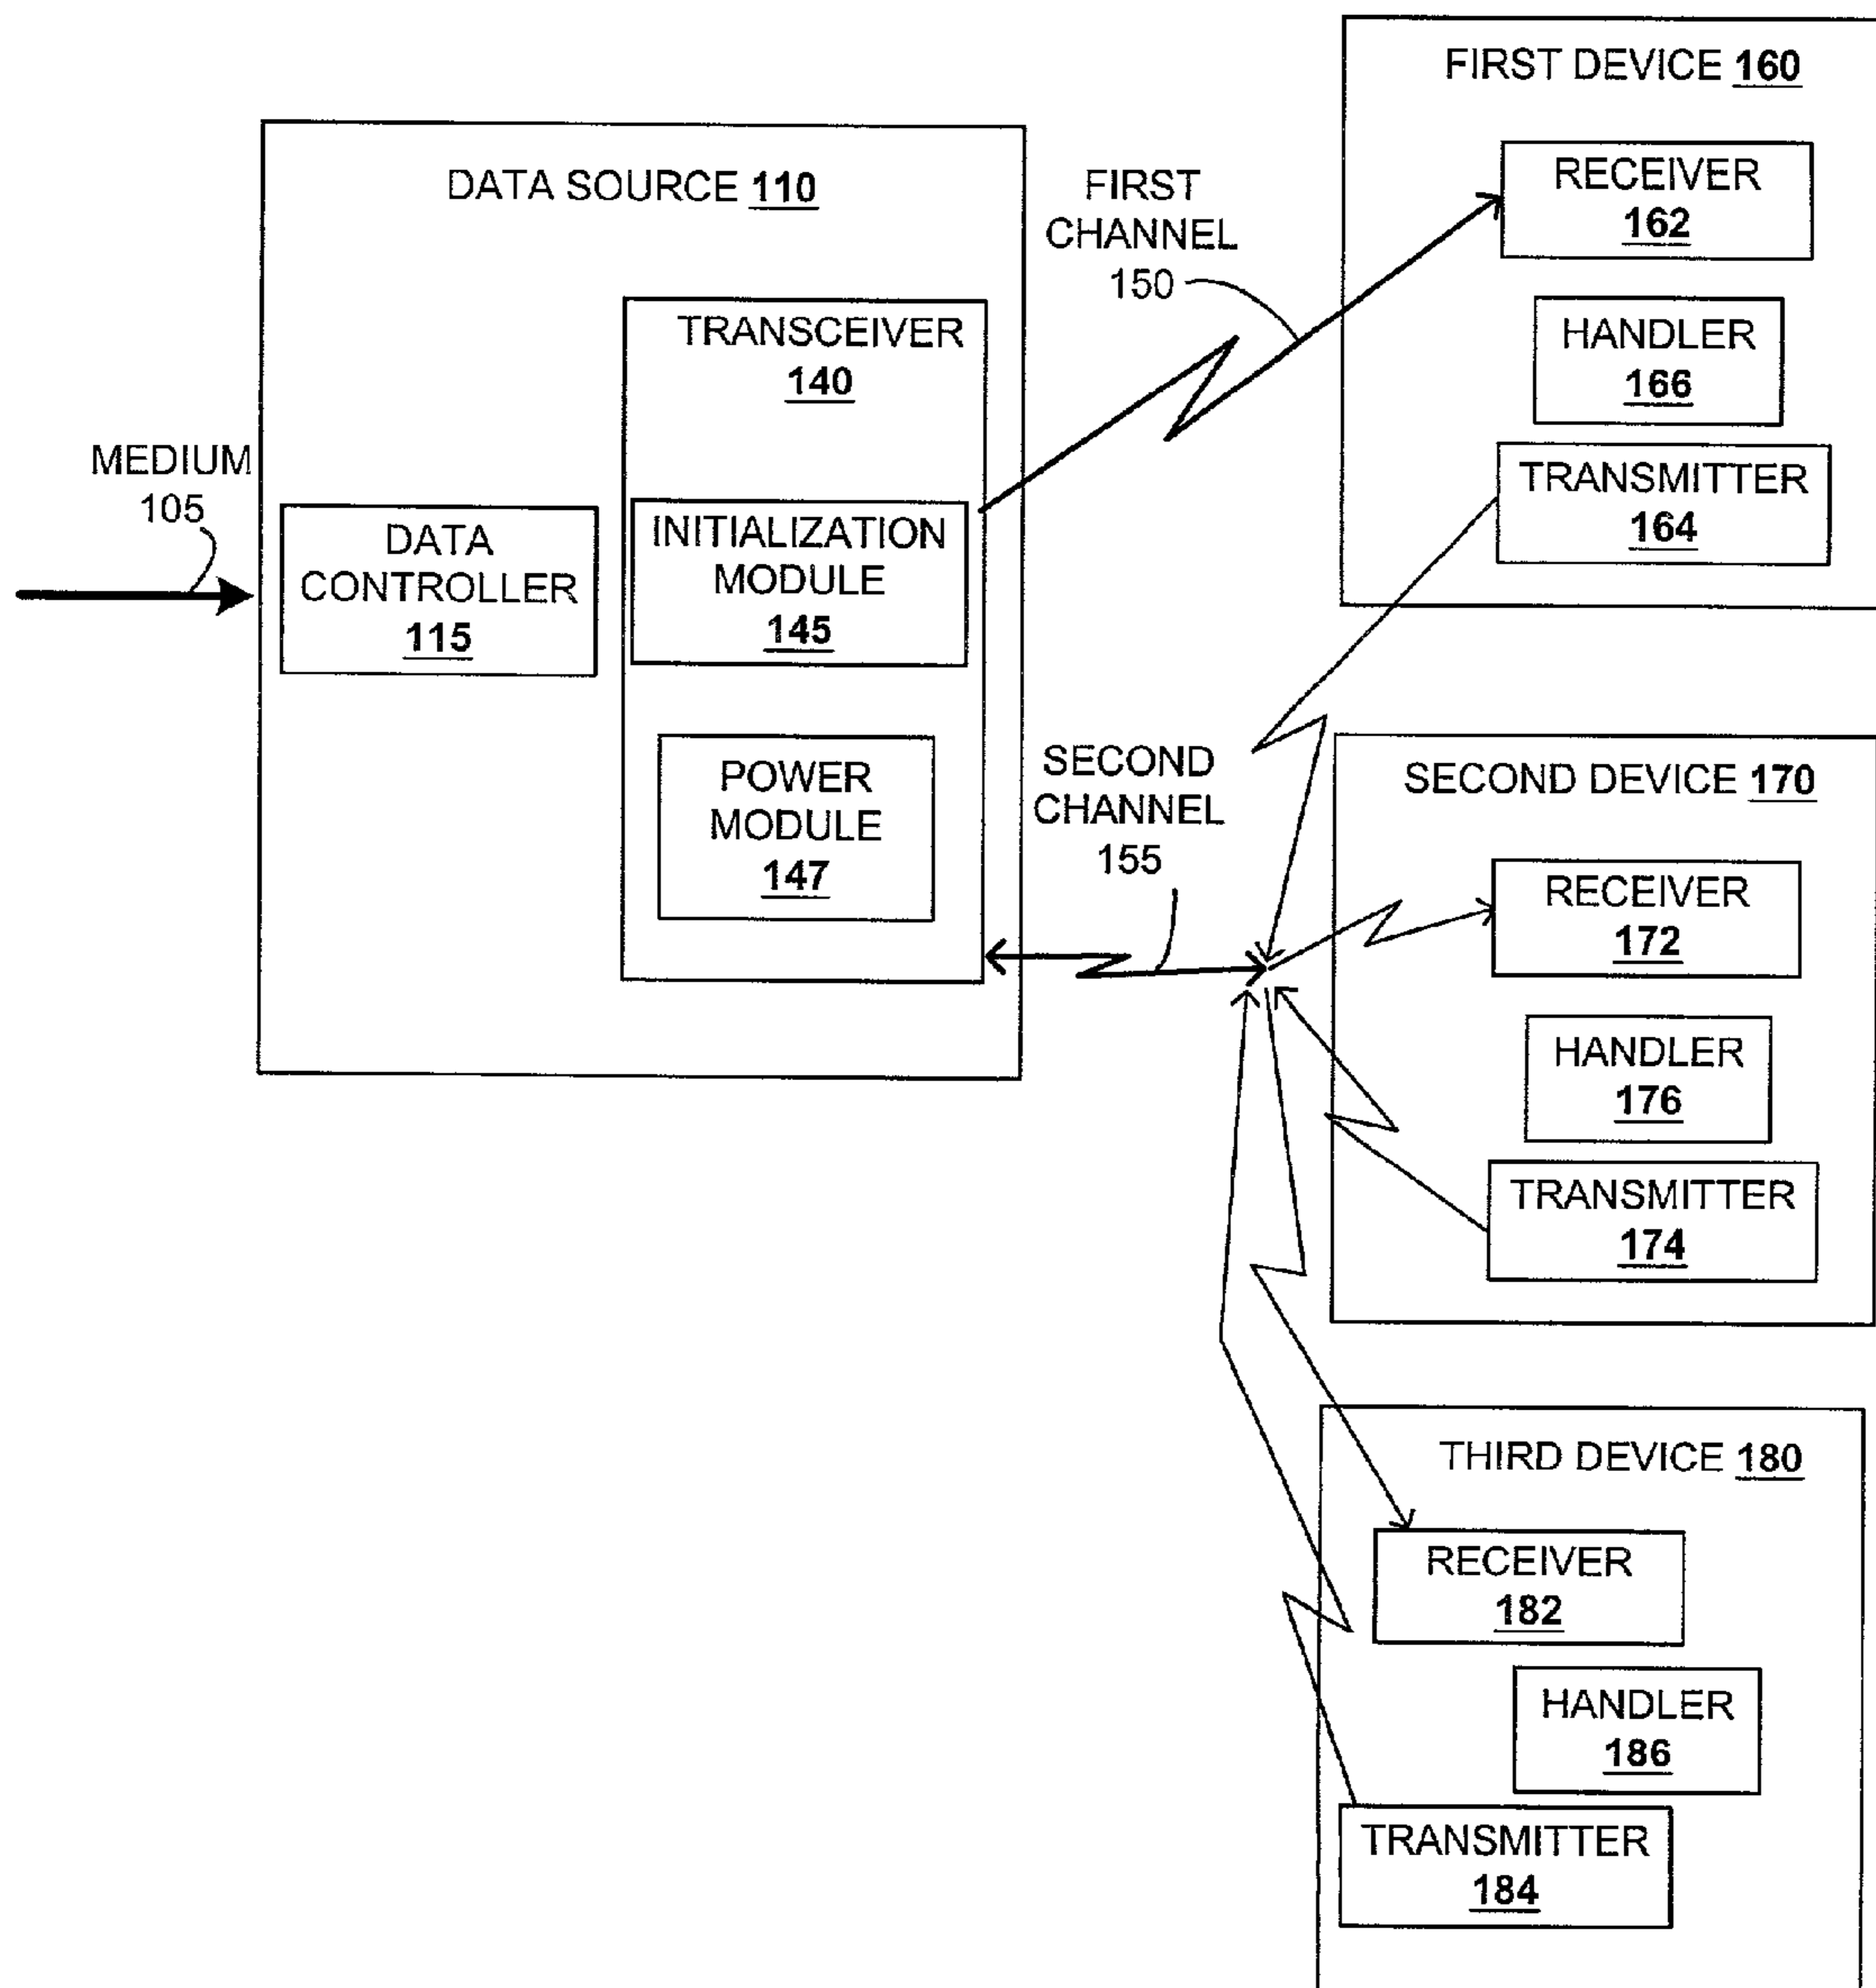 FIRST DEVICE 160
RECEIVER
162
HANDLER
166
TRANSMITTER
164
DATA SOURCE 110
FIRST
CHANNEL
150
TRANSCEIVER
140
MEDIUM
105
DATA
CONTROLLER
115
INITIALIZATION
MODULE
145
POWER
MODULE
147
SECOND
CHANNEL
155
SECOND DEVICE 170
RECEIVER
172
HANDLER
176
TRANSMITTER
174
THIRD DEVICE 180
RECEIVER
182
HANDLER
186
TRANSMITTER
184